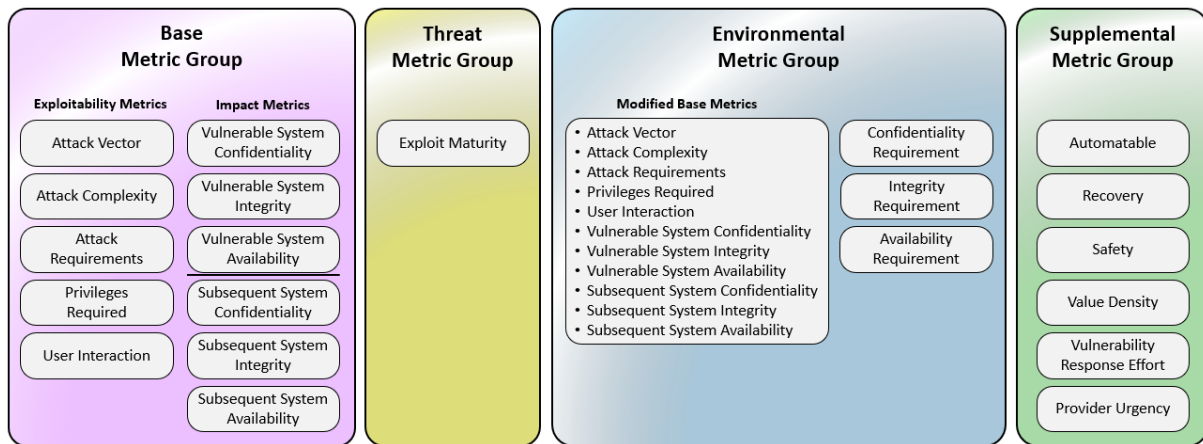 Base
Metric Group
Exploitability Metrics
Attack Vector
Attack Complexity
Attack
Requirements
Privileges
Required
User Interaction
Impact Metrics
Vulnerable System
Confidentiality
Vulnerable System
Integrity
Vulnerable System
Availability
Subsequent System
Confidentiality
Subsequent System
Integrity
Subsequent System
Availability
Threat
Metric Group
Exploit Maturity
Environmental
Metric Group
Modified Base Metrics
• Attack Vector
• Attack Complexity
• Attack Requirements
• Privileges Required
• User Interaction
• Vulnerable System Confidentiality
• Vulnerable System Integrity
• Vulnerable System Availability
• Subsequent System Confidentiality
• Subsequent System Integrity
• Subsequent System Availability
Confidentiality
Requirement
Integrity
Requirement
Availability
Requirement
Supplemental
Metric Group
Automatable
Recovery
Safety
Value Density
Vulnerability
Response Effort
Provider Urgency